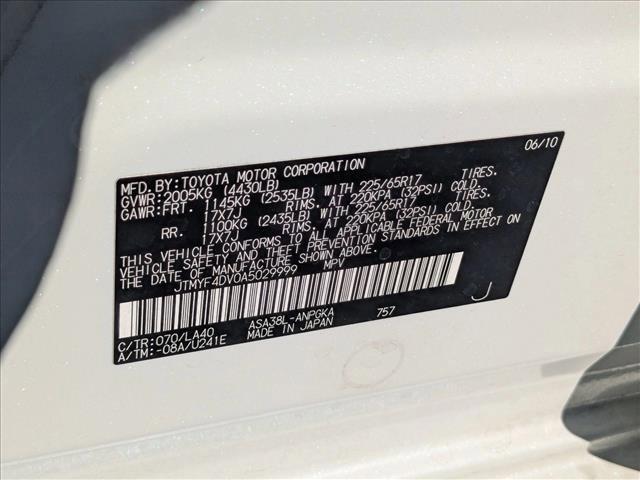 MFD.BY:TOYOTA MOTOR CORPORATION 06/10
GVWR:2005KG (4430LB)
GAWR:FRT. 1145KG (2535LB) WITH 225/65R17 TIRES.
17X7J RIMS. AT 220KPA (32PSI) COLD.
RR. 1100KG (2435LB) WITH 225/65R17 TIRES.
17X7J RIMS. AT 220KPA (32PSI) COLD.
THIS VEHICLE CONFORMS TO ALL APPLICABLE FEDERAL MOTOR
VEHICLE SAFETY AND THEFT PREVENTION STANDARDS IN EFFECT ON
THE DATE OF MANUFACTURE SHOWN ABOVE.
JTMYF4DV0A5029999 MPV
C/TR:070/LA40 ASA38L-ANPGKA 757 J
A/TM:-08A/U241E MADE IN JAPAN